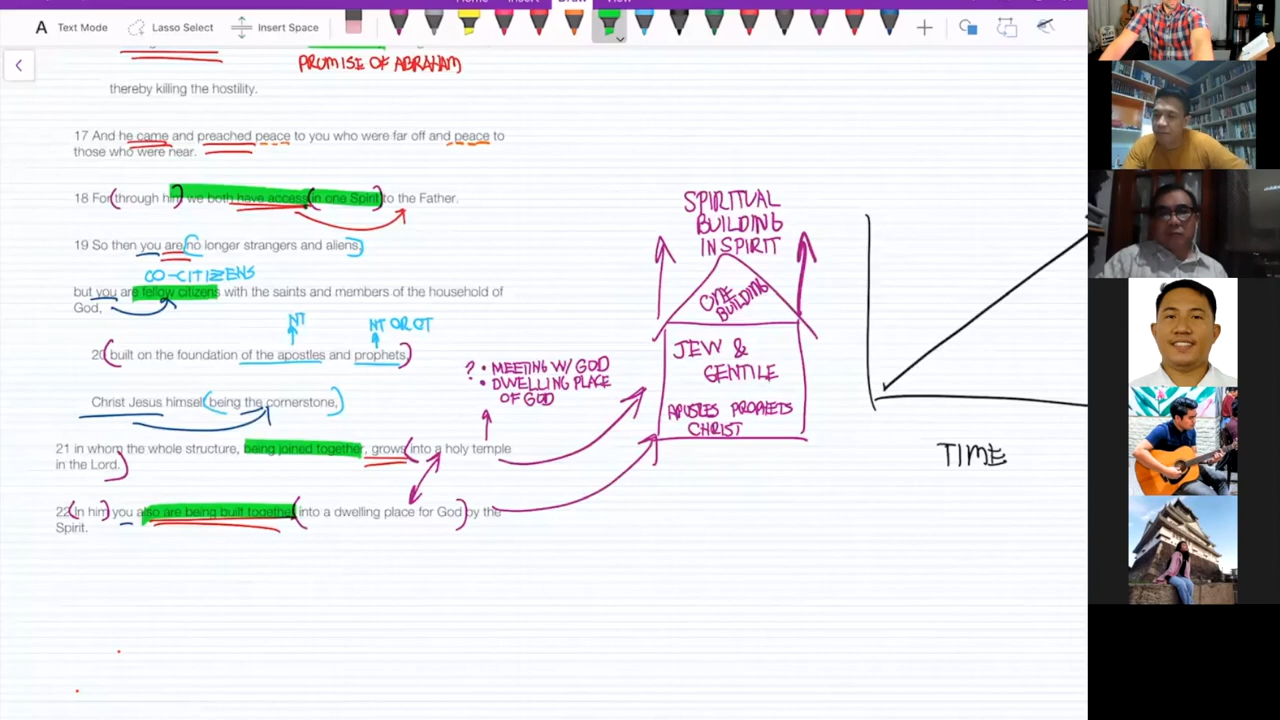 Home Insert Draw View
Text Mode Lasso Select Insert Space
PROMISE OF ABRAHAM
thereby killing the hostility.
17 And he came and preached peace to you who were far off and peace to
those who were near.
18 For through him we both have access in one Spirit to the Father.
19 So then you are no longer strangers and aliens,
CO-CITIZENS
but you are fellow citizens with the saints and members of the household of
God,
NT NT OR OT
20 built on the foundation of the apostles and prophets,
Christ Jesus himself being the cornerstone,
? • MEETING W/ GOD
• DWELLING PLACE
OF GOD
21 in whom the whole structure, being joined together, grows into a holy temple
in the Lord.
22 In him you also are being built together into a dwelling place for God by the
Spirit.
SPIRITUAL
BUILDING
IN SPIRIT
ONE
BUILDING
JEW &
GENTILE
APOSTLES PROPHETS
CHRIST
TIME